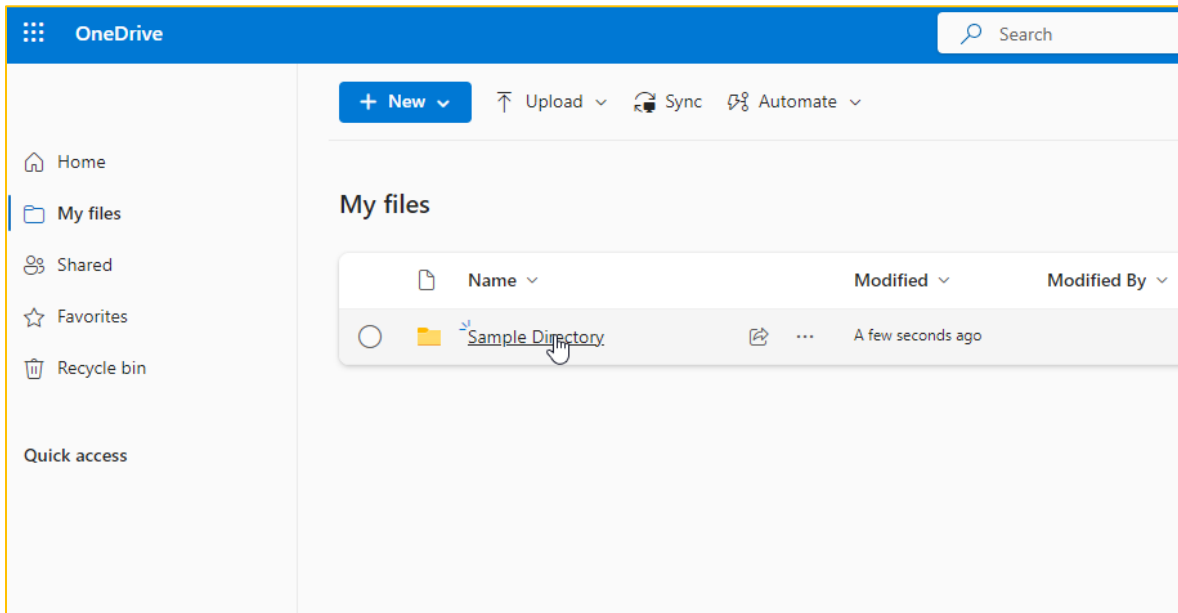 OneDrive
Search
New
Upload
Sync
Automate
Home
My files
Shared
Favorites
Recycle bin
Quick access
My files
Name
Modified
Modified By
Sample Directory
A few seconds ago